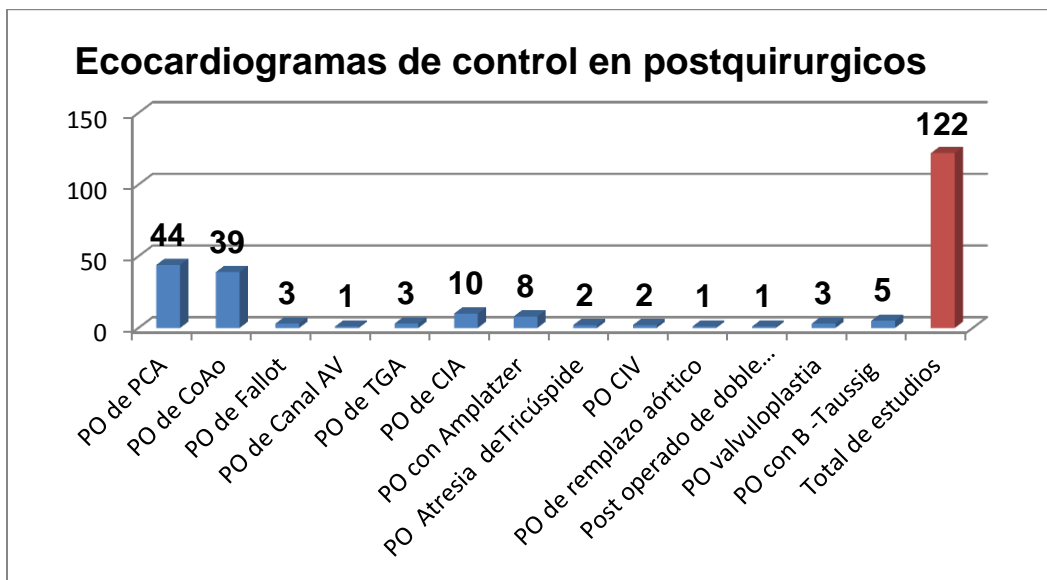 Ecocardiogramas de control en postquirurgicos
150
100
50
0
44
39
3
1
3
10
8
2
2
1
1
3
5
122
PO de PCA
PO de CoAo
PO de Fallot
PO de Canal AV
PO de TGA
PO de CIA
PO con Amplatzer
PO Atresia deTricúspide
PO CIV
PO de remplazo aórtico
Post operado de doble...
PO valvuloplastia
PO con B -Taussig
Total de estudios